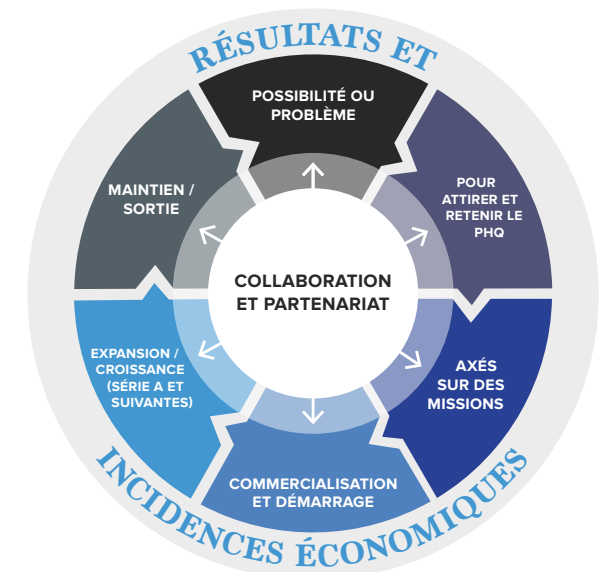 RÉSULTATS ET
POSSIBILITÉ OU
PROBLÈME
POUR
ATTIRER ET
RETENIR LE
PHQ
AXÉS
SUR DES
MISSIONS
COMMERCIALISATION
ET DÉMARRAGE
EXPANSION /
CROISSANCE
(SÉRIE A ET
SUIVANTES)
MAINTIEN /
SORTIE
COLLABORATION
ET PARTENARIAT
INCIDENCES ÉCONOMIQUES